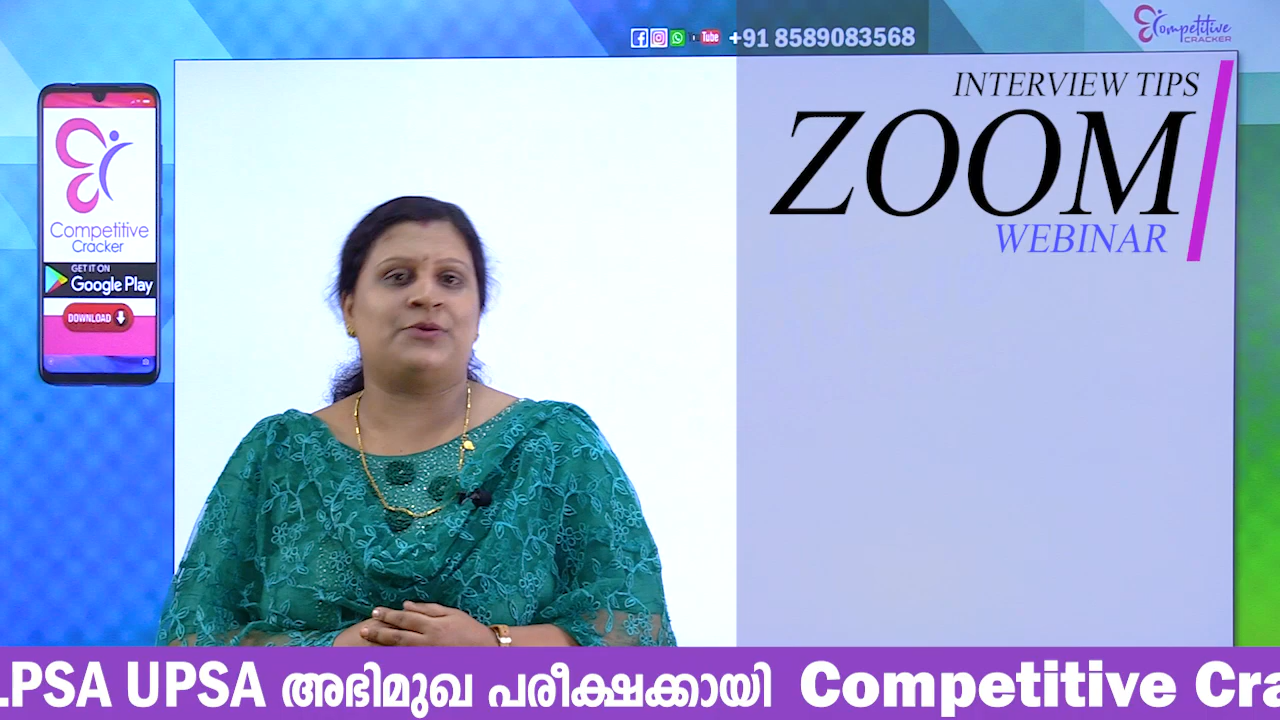 +91 8589083568
Competitive
CRACKER
INTERVIEW TIPS
ZOOM
WEBINAR
Competitive
Cracker
GET IT ON
Google Play
DOWNLOAD
LPSA UPSA അഭിമുഖ പരീക്ഷക്കായി Competitive Cra